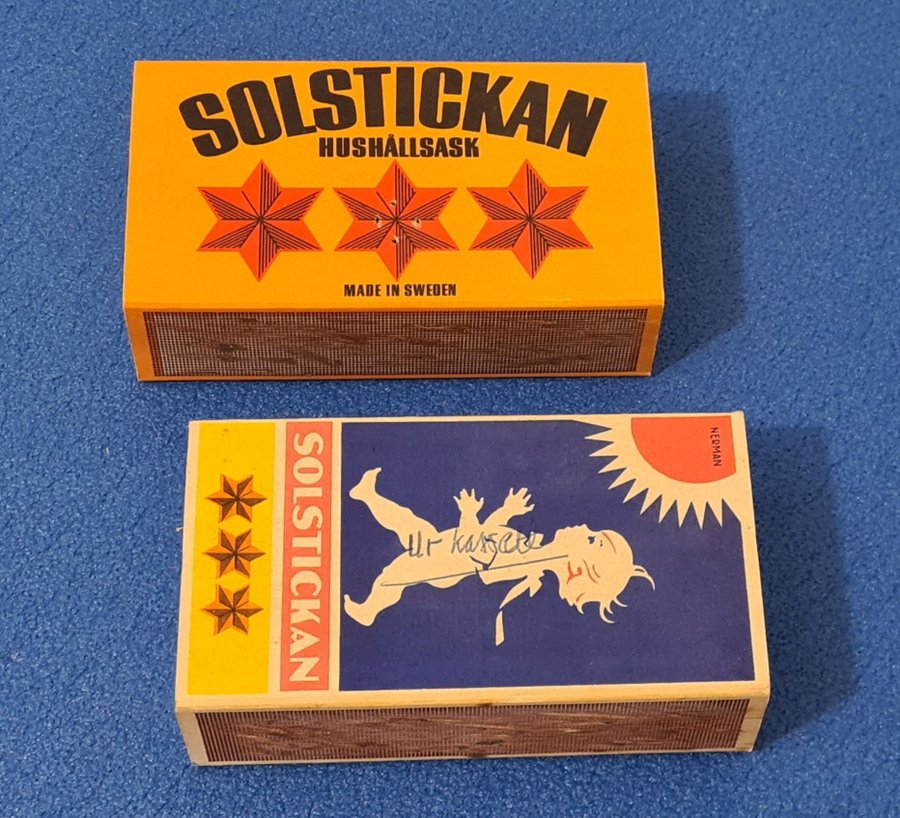 SOLSTICKAN
HUSHÅLLSASK
MADE IN SWEDEN
SOLSTICKAN
NERMAN